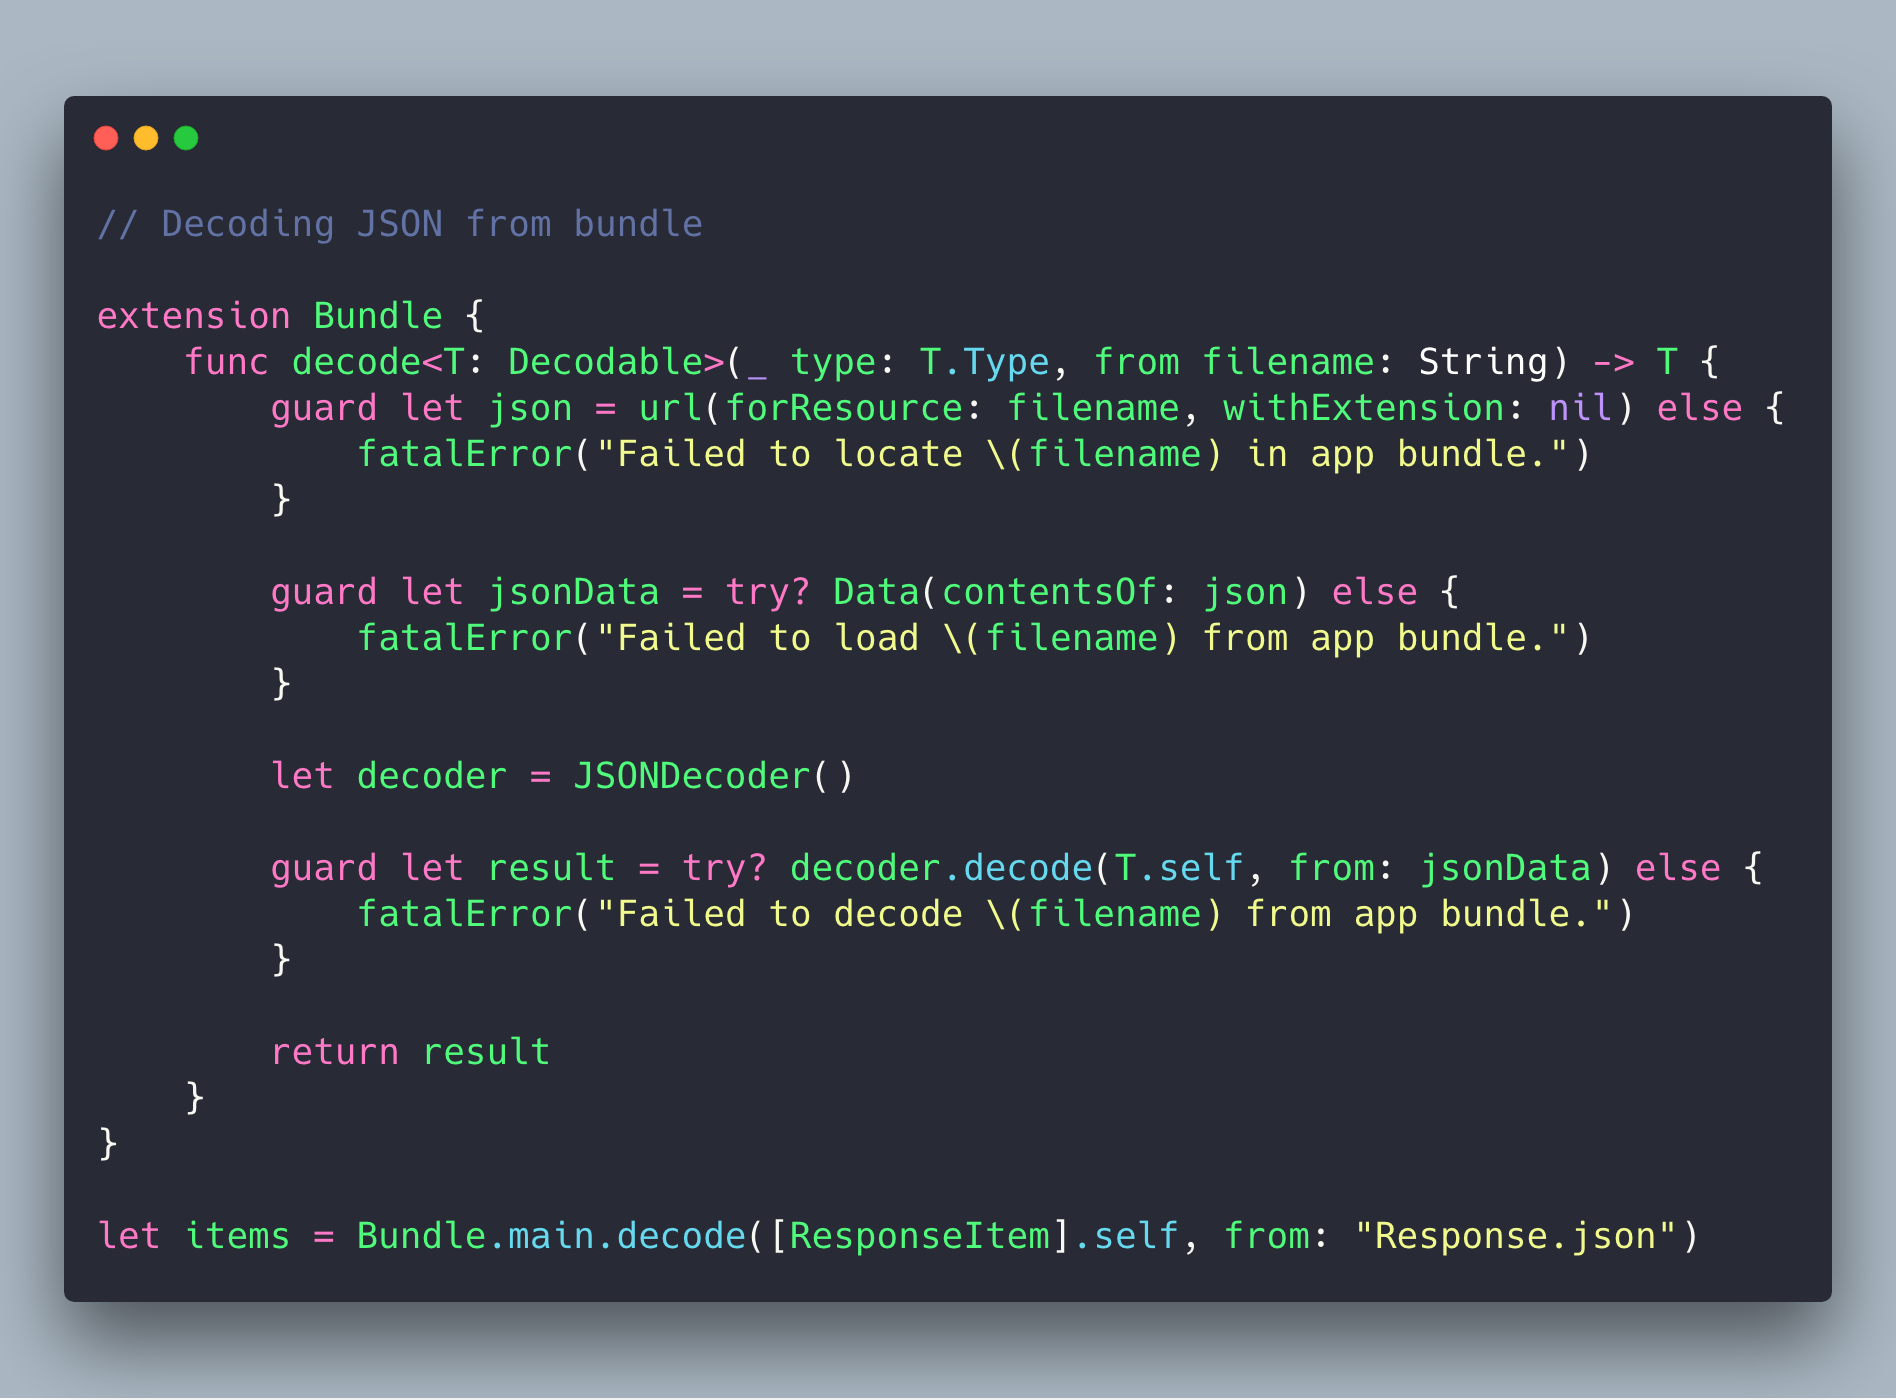 // Decoding JSON from bundle
extension Bundle {
    func decode<T: Decodable>(_ type: T.Type, from filename: String) -> T {
        guard let json = url(forResource: filename, withExtension: nil) else {
            fatalError("Failed to locate \(filename) in app bundle.")
        }
        guard let jsonData = try? Data(contentsOf: json) else {
            fatalError("Failed to load \(filename) from app bundle.")
        }
        let decoder = JSONDecoder()
        guard let result = try? decoder.decode(T.self, from: jsonData) else {
            fatalError("Failed to decode \(filename) from app bundle.")
        }
        return result
    }
}
let items = Bundle.main.decode([ResponseItem].self, from: "Response.json")